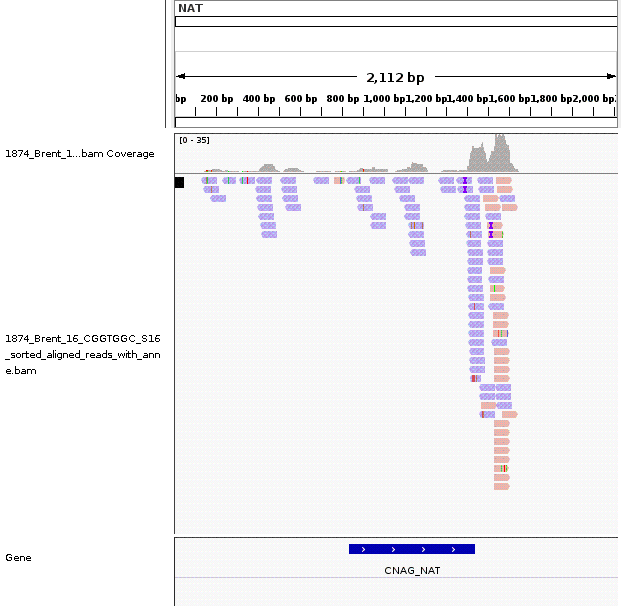 NAT
2,112 bp
bp 200 bp 400 bp 600 bp 800 bp 1,000 bp 1,200 bp 1,400 bp 1,600 bp 1,800 bp 2,000 bp
[0 - 35]
1874_Brent_1...bam Coverage
1874_Brent_16_CGGTGGC_S16
_sorted_aligned_reads_with_ann
e.bam
Gene
CNAG_NAT